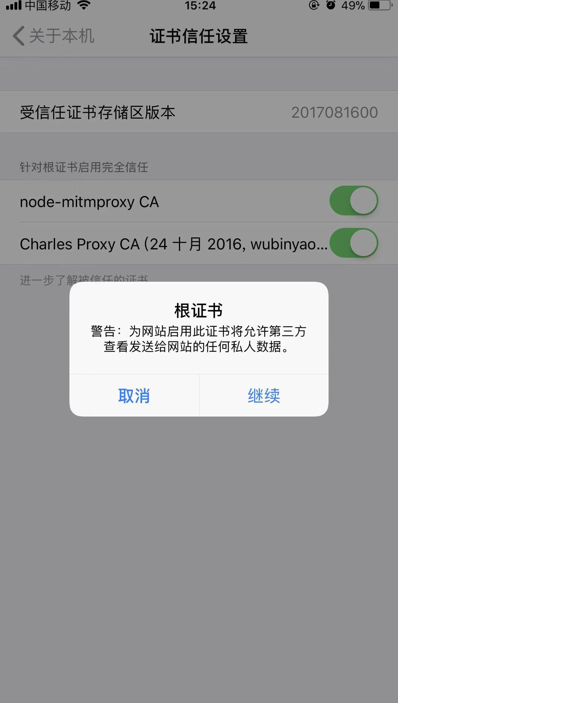 中国移动 15:24 49%
关于本机 证书信任设置
受信任证书存储区版本 2017081600
针对根证书启用完全信任
node-mitmproxy CA
Charles Proxy CA (24 十月 2016, wubinyao...
进一步了解被信任的证书
根证书
警告：为网站启用此证书将允许第三方
查看发送给网站的任何私人数据。
取消 继续